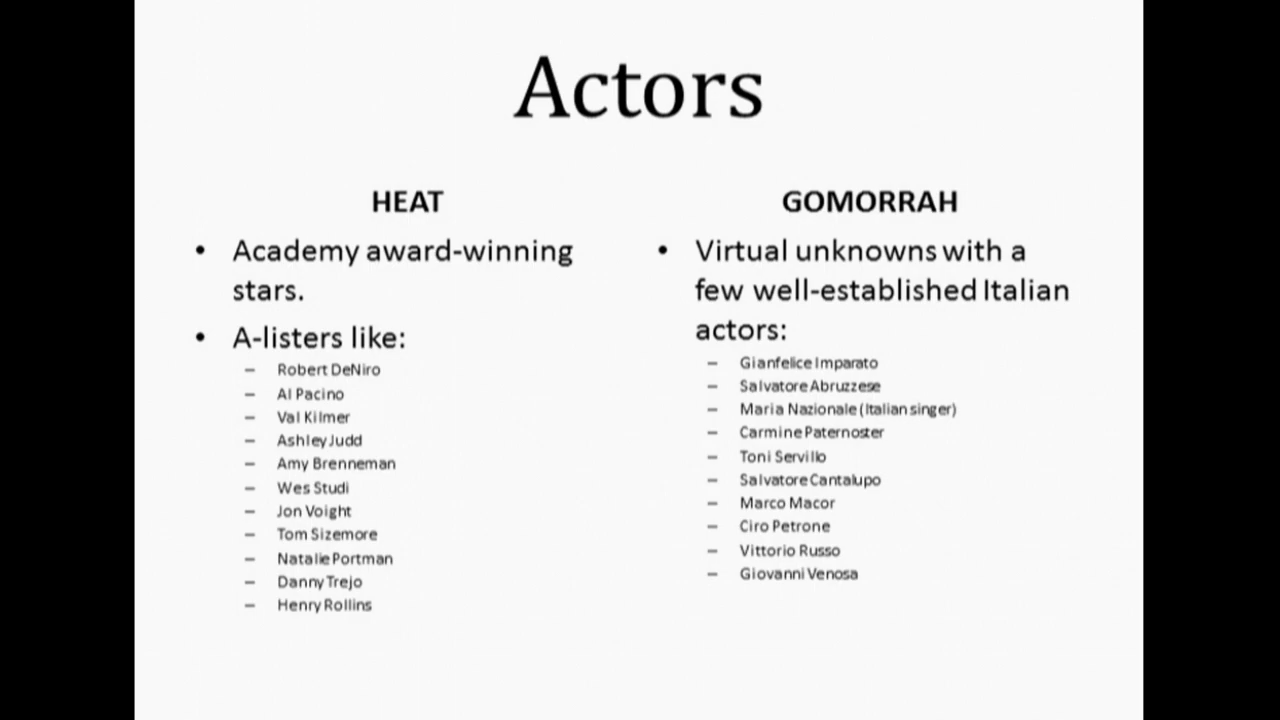 Actors
HEAT
• Academy award-winning
stars.
• A-listers like:
– Robert DeNiro
– Al Pacino
– Val Kilmer
– Ashley Judd
– Amy Brenneman
– Wes Studi
– Jon Voight
– Tom Sizemore
– Natalie Portman
– Danny Trejo
– Henry Rollins
GOMORRAH
• Virtual unknowns with a
few well-established Italian
actors:
– Gianfelice Imparato
– Salvatore Abruzzese
– Maria Nazionale (Italian singer)
– Carmine Paternoster
– Toni Servillo
– Salvatore Cantalupo
– Marco Macor
– Ciro Petrone
– Vittorio Russo
– Giovanni Venosa